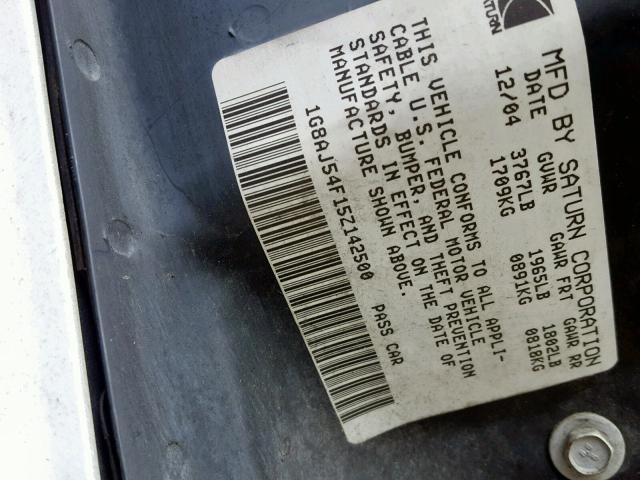 SATURN
MFD BY SATURN CORPORATION
DATE GVWR GAWR FRT GAWR RR
12/04 3767LB 1965LB 1802LB
1709KG 0891KG 0818KG
THIS VEHICLE CONFORMS TO ALL APPLI-
CABLE U.S. FEDERAL MOTOR VEHICLE
SAFETY, BUMPER, AND THEFT PREVENTION
STANDARDS IN EFFECT ON THE DATE OF
MANUFACTURE SHOWN ABOVE.
1G8AJ54F15Z142500 PASS CAR